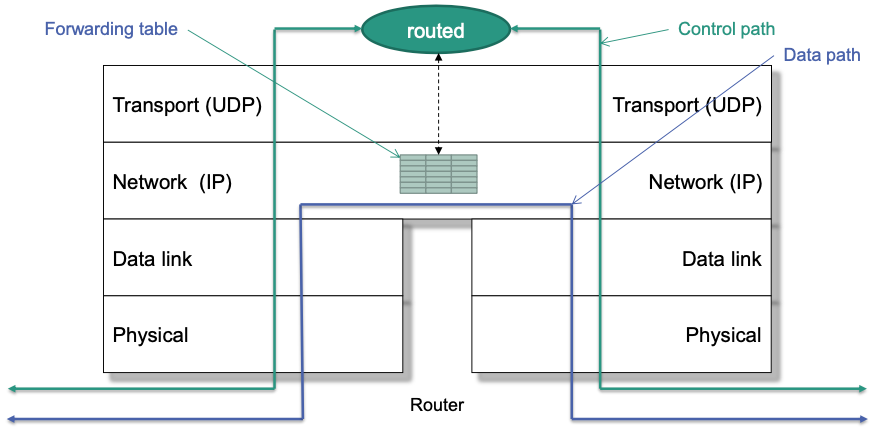 Forwarding table
routed
Control path
Data path
Transport (UDP)
Transport (UDP)
Network (IP)
Network (IP)
Data link
Data link
Physical
Physical
Router